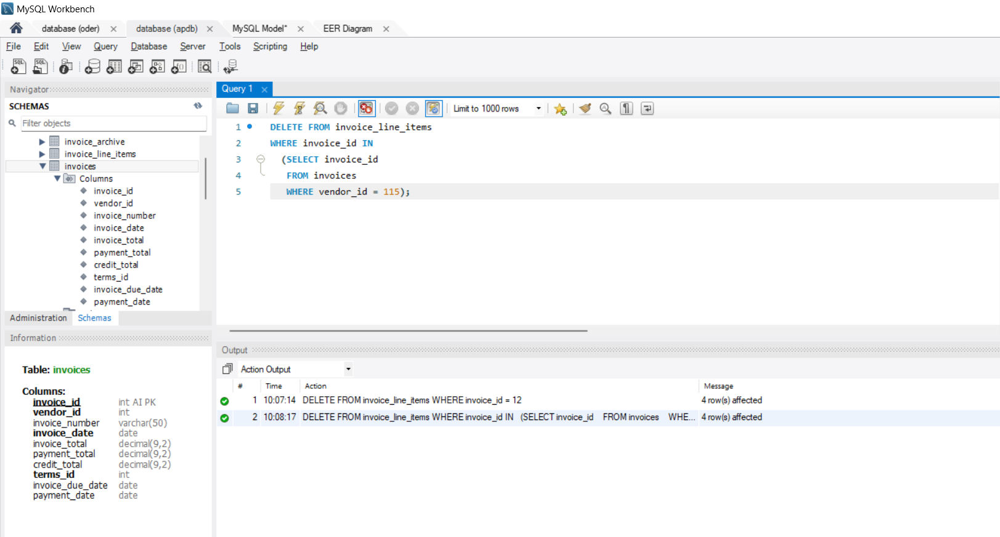 MySQL Workbench
database (oder)
database (apdb)
MySQL Model*
EER Diagram
File Edit View Query Database Server Tools Scripting Help
Navigator
SCHEMAS
Filter objects
invoice_archive
invoice_line_items
invoices
Columns
invoice_id
vendor_id
invoice_number
invoice_date
invoice_total
payment_total
credit_total
terms_id
invoice_due_date
payment_date
Administration Schemas
Information
Table: invoices
Columns:
invoice_id int AI PK
vendor_id int
invoice_number varchar(50)
invoice_date date
invoice_total decimal(9,2)
payment_total decimal(9,2)
credit_total decimal(9,2)
terms_id int
invoice_due_date date
payment_date date
Query 1
Limit to 1000 rows
1 DELETE FROM invoice_line_items
2 WHERE invoice_id IN
3 (SELECT invoice_id
4 FROM invoices
5 WHERE vendor_id = 115);
Output
Action Output
# Time Action Message
1 10:07:14 DELETE FROM invoice_line_items WHERE invoice_id = 12 4 row(s) affected
2 10:08:17 DELETE FROM invoice_line_items WHERE invoice_id IN (SELECT invoice_id FROM invoices WHE... 4 row(s) affected